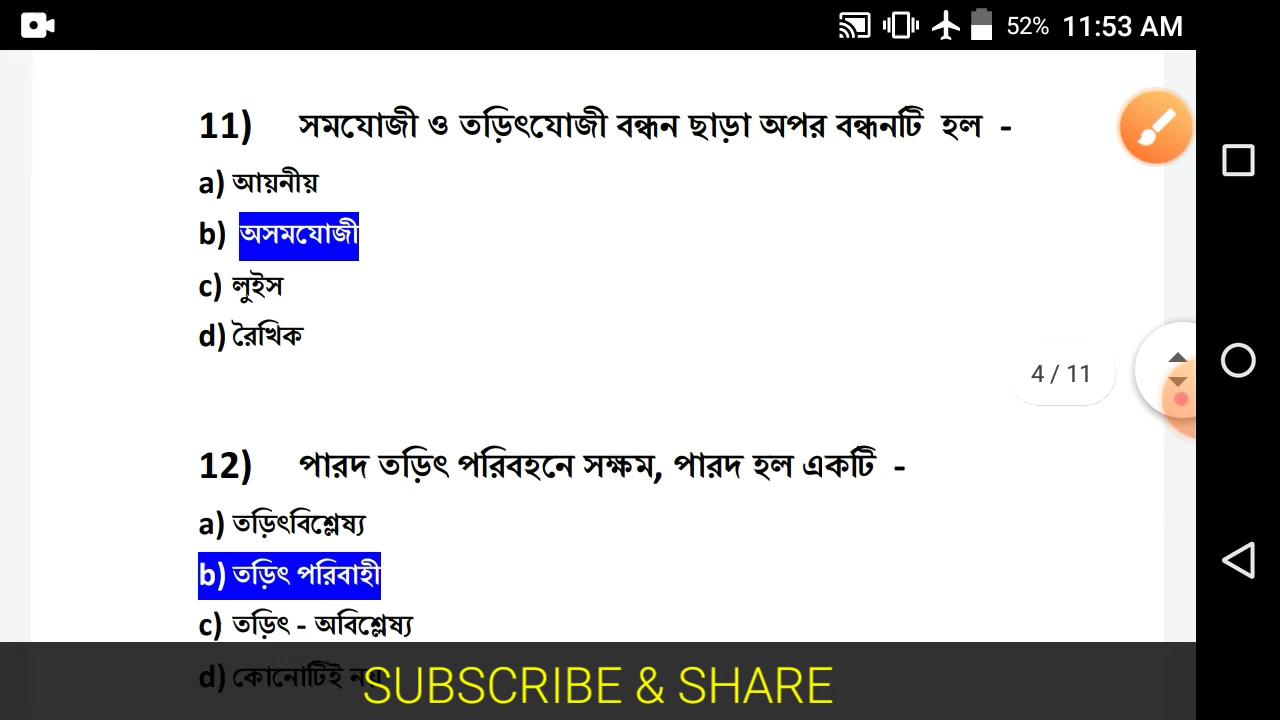 52% 11:53 AM
11) সমযোজী ও তড়িৎযোজী বন্ধন ছাড়া অপর বন্ধনটি হল -
a) আয়নীয়
b) অসমযোজী
c) লুইস
d) রৈখিক
4 / 11
12) পারদ তড়িৎ পরিবহনে সক্ষম, পারদ হল একটি -
a) তড়িৎবিশ্লেষ্য
b) তড়িৎ পরিবাহী
c) তড়িৎ - অবিশ্লেষ্য
d) কোনোটিই নয়
SUBSCRIBE & SHARE